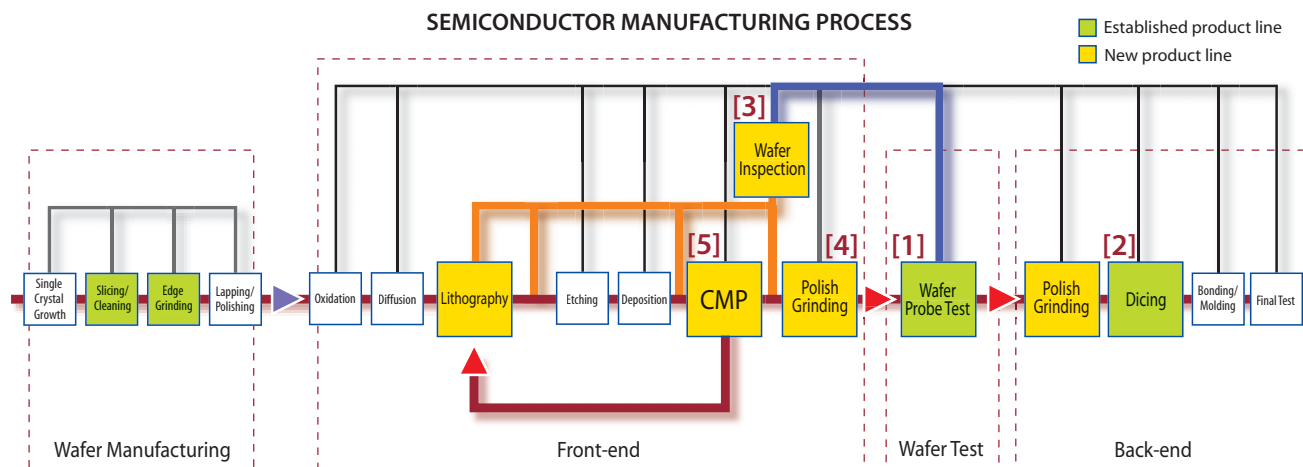 SEMICONDUCTOR MANUFACTURING PROCESS
Established product line
New product line
[3]
Wafer
Inspection
[5]
[4]
[1]
[2]
Single
Crystal
Growth
Slicing/
Cleaning
Edge
Grinding
Lapping/
Polishing
Oxidation
Diffusion
Lithography
Etching
Deposition
CMP
Polish
Grinding
Wafer
Probe Test
Polish
Grinding
Dicing
Bonding/
Molding
Final Test
Wafer Manufacturing
Front-end
Wafer Test
Back-end